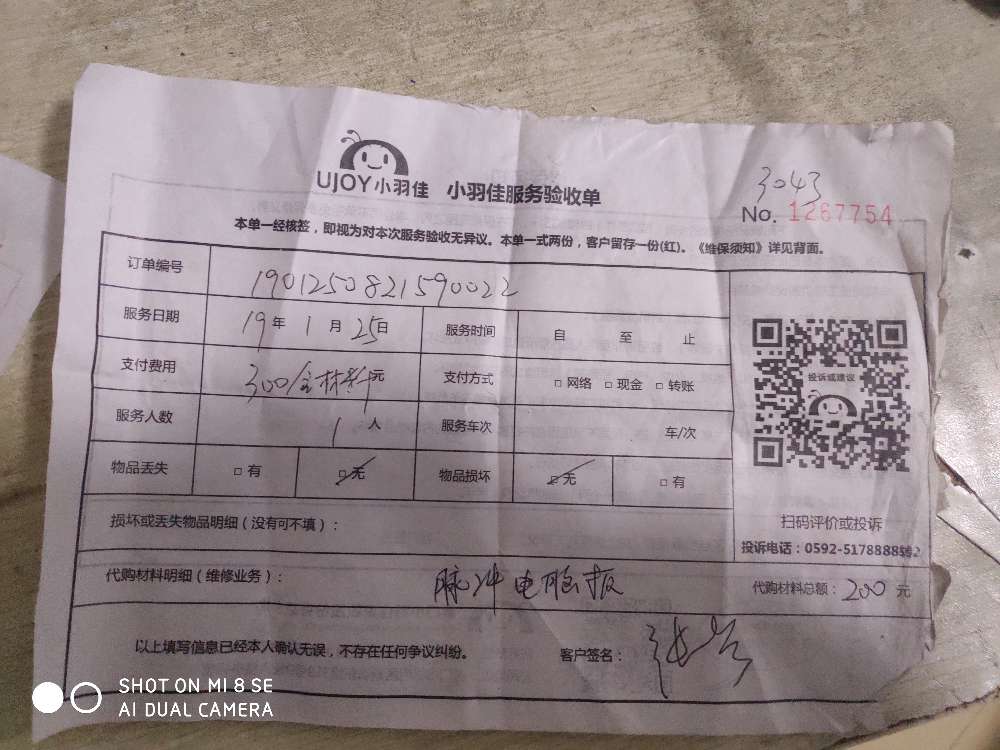 3043
UJOY小羽佳 小羽佳服务验收单
No. 1267754
本单一经核签，即视为对本次服务验收无异议。本单一式两份，客户留存一份(红)。《维保须知》详见背面。
订单编号 1901250821590022
服务日期 19年 1月 25日 服务时间 自 至 止
支付费用 300/含材料元 支付方式 □ 网络 □ 现金 □ 转账
投诉或建议
服务人数 1 人 服务车次 车/次
物品丢失 □ 有 □ 无 物品损坏 □ 无 □ 有
损坏或丢失物品明细（没有可不填）：
扫码评价或投诉
投诉电话：0592-5178888转2
代购材料明细（维修业务）： 脉冲电脑板 代购材料总额：200 元
以上填写信息已经本人确认无误，不存在任何争议纠纷。 客户签名：
SHOT ON MI 8 SE
AI DUAL CAMERA